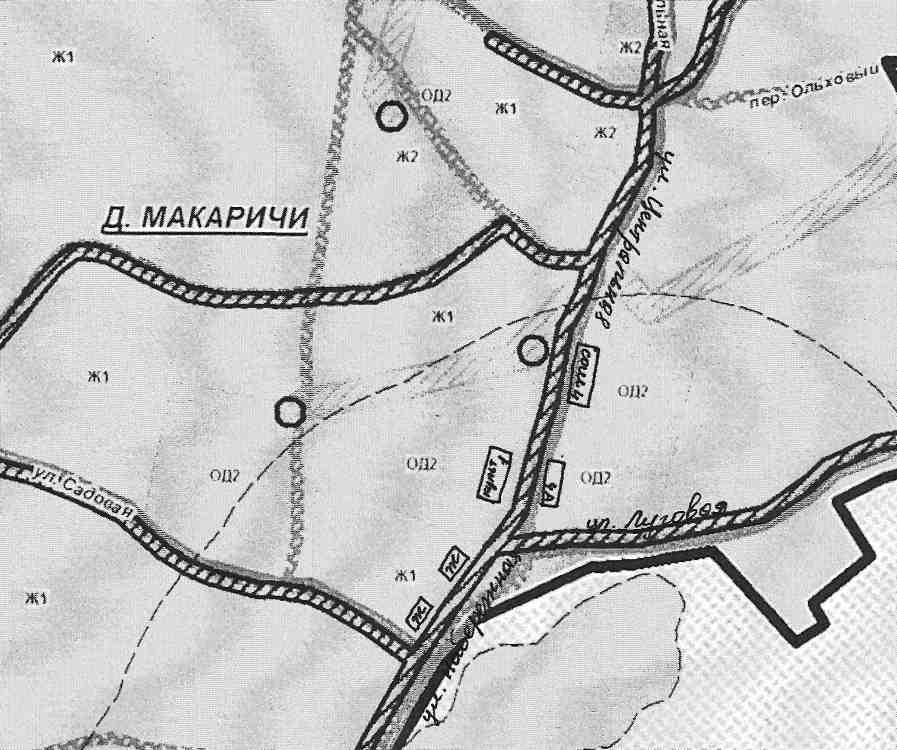 льная
Ж2
Ж1
пер. Ольховый
ОД2
Ж1
Ж2
Ж2
ул. Центральная
Д. МАКАРИЧИ
Ж1
Ж1
ОД2
ОД2
ОД2
ОД2
ул. Садовая
ул. Луговая
Ж1
Ж1
ул. Набережная